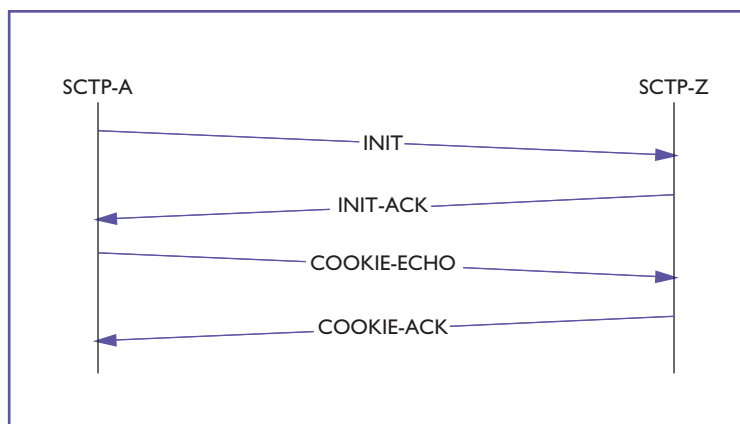 SCTP-A SCTP-Z
INIT
INIT-ACK
COOKIE-ECHO
COOKIE-ACK